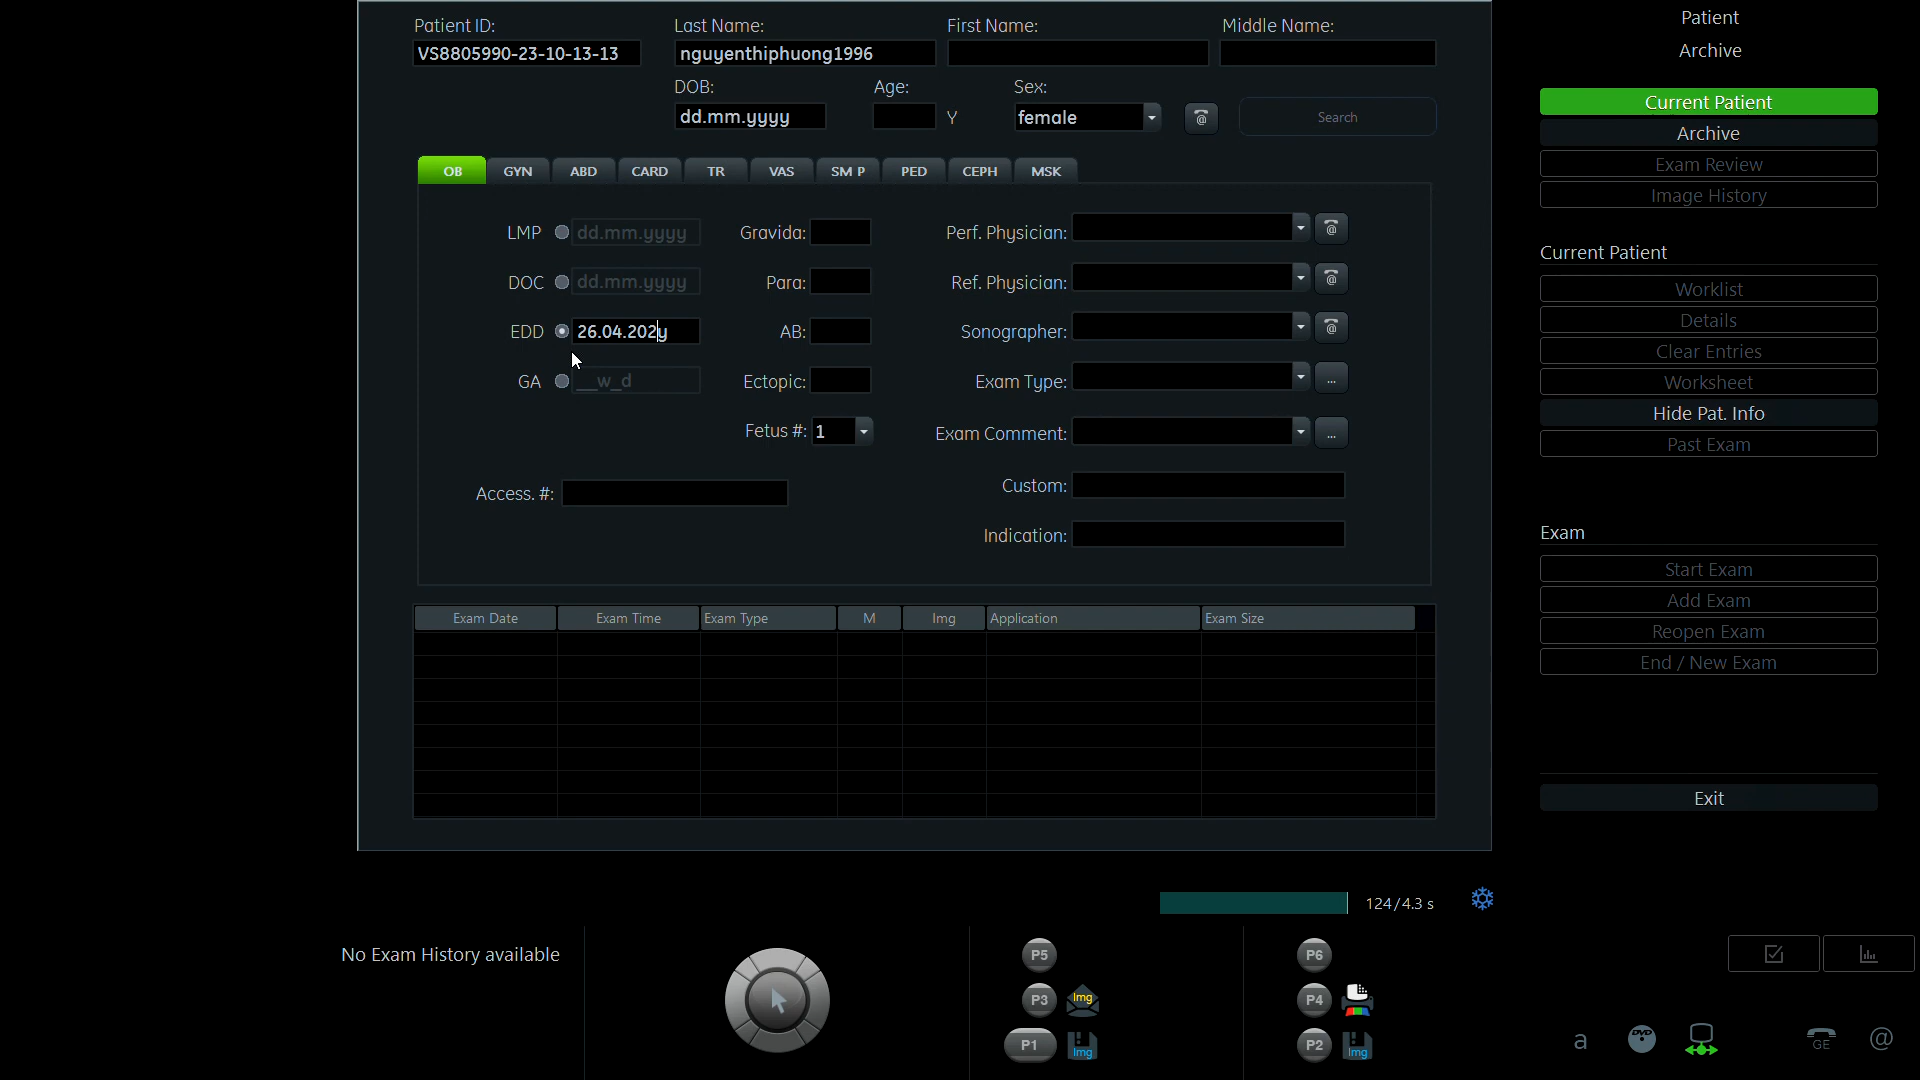 Patient ID: Last Name: First Name: Middle Name:
VS8805990-23-10-13-13 nguyenthiphuong1996
DOB: Age: Sex:
dd.mm.yyyy Y female @ Search
OB GYN ABD CARD TR VAS SM P PED CEPH MSK
LMP dd.mm.yyyy Gravida: Perf. Physician: @
DOC dd.mm.yyyy Para: Ref. Physician: @
EDD 26.04.202y AB: Sonographer: @
GA __w_d Ectopic: Exam Type: ...
Fetus #: 1 Exam Comment: ...
Access. #: Custom:
Indication:
Exam Date Exam Time Exam Type M Img Application Exam Size
124/4.3 s
No Exam History available
P5 P6
P3 Img P4
P1 Img P2 Img
Patient
Archive
Current Patient
Archive
Exam Review
Image History
Current Patient
Worklist
Details
Clear Entries
Worksheet
Hide Pat. Info
Past Exam
Exam
Start Exam
Add Exam
Reopen Exam
End / New Exam
Exit
a DVD GE @